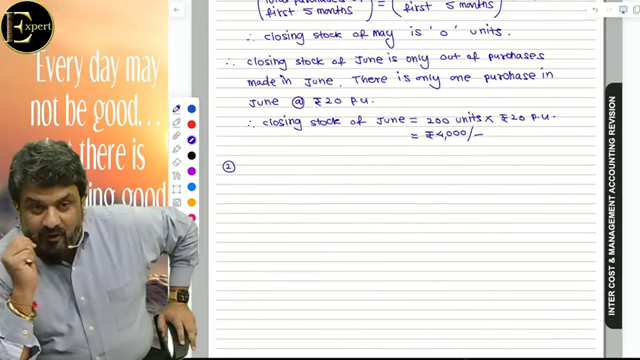 Expert
Every day may
not be good...
there is
good
first 5 months = first 5 months
∴ closing stock of may is 'o' units.
∴ closing stock of June is only out of purchases
made in June. There is only one purchase in
June @ ₹20 p.u.
∴ closing stock of June = 200 units × ₹20 p.u.
= ₹4,000/-
②
INTER COST & MANAGEMENT ACCOUNTING REVISION